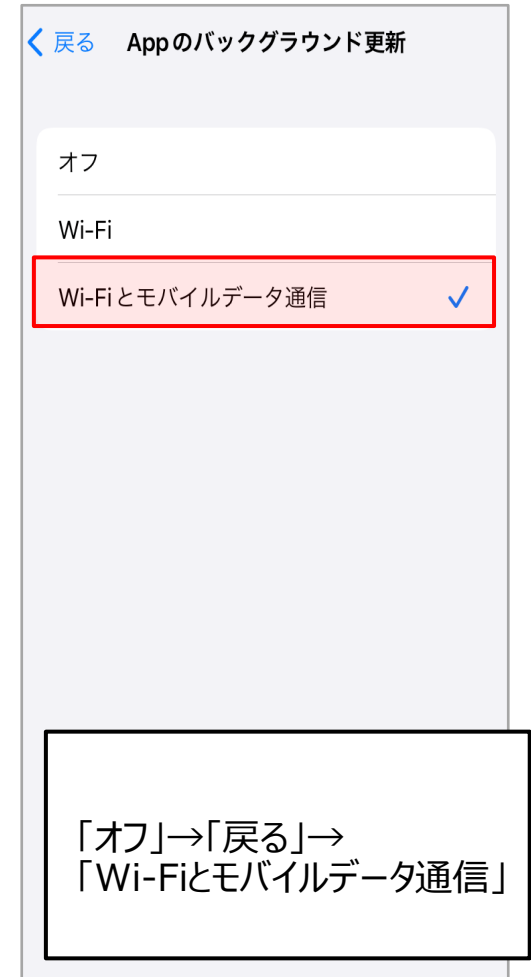 戻る Appのバックグラウンド更新
オフ
Wi-Fi
Wi-Fiとモバイルデータ通信
「オフ」→「戻る」→
「Wi-Fiとモバイルデータ通信」